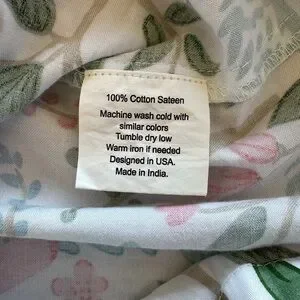 100% Cotton Sateen
Machine wash cold with
similar colors
Tumble dry low
Warm iron if needed
Designed in USA.
Made in India.